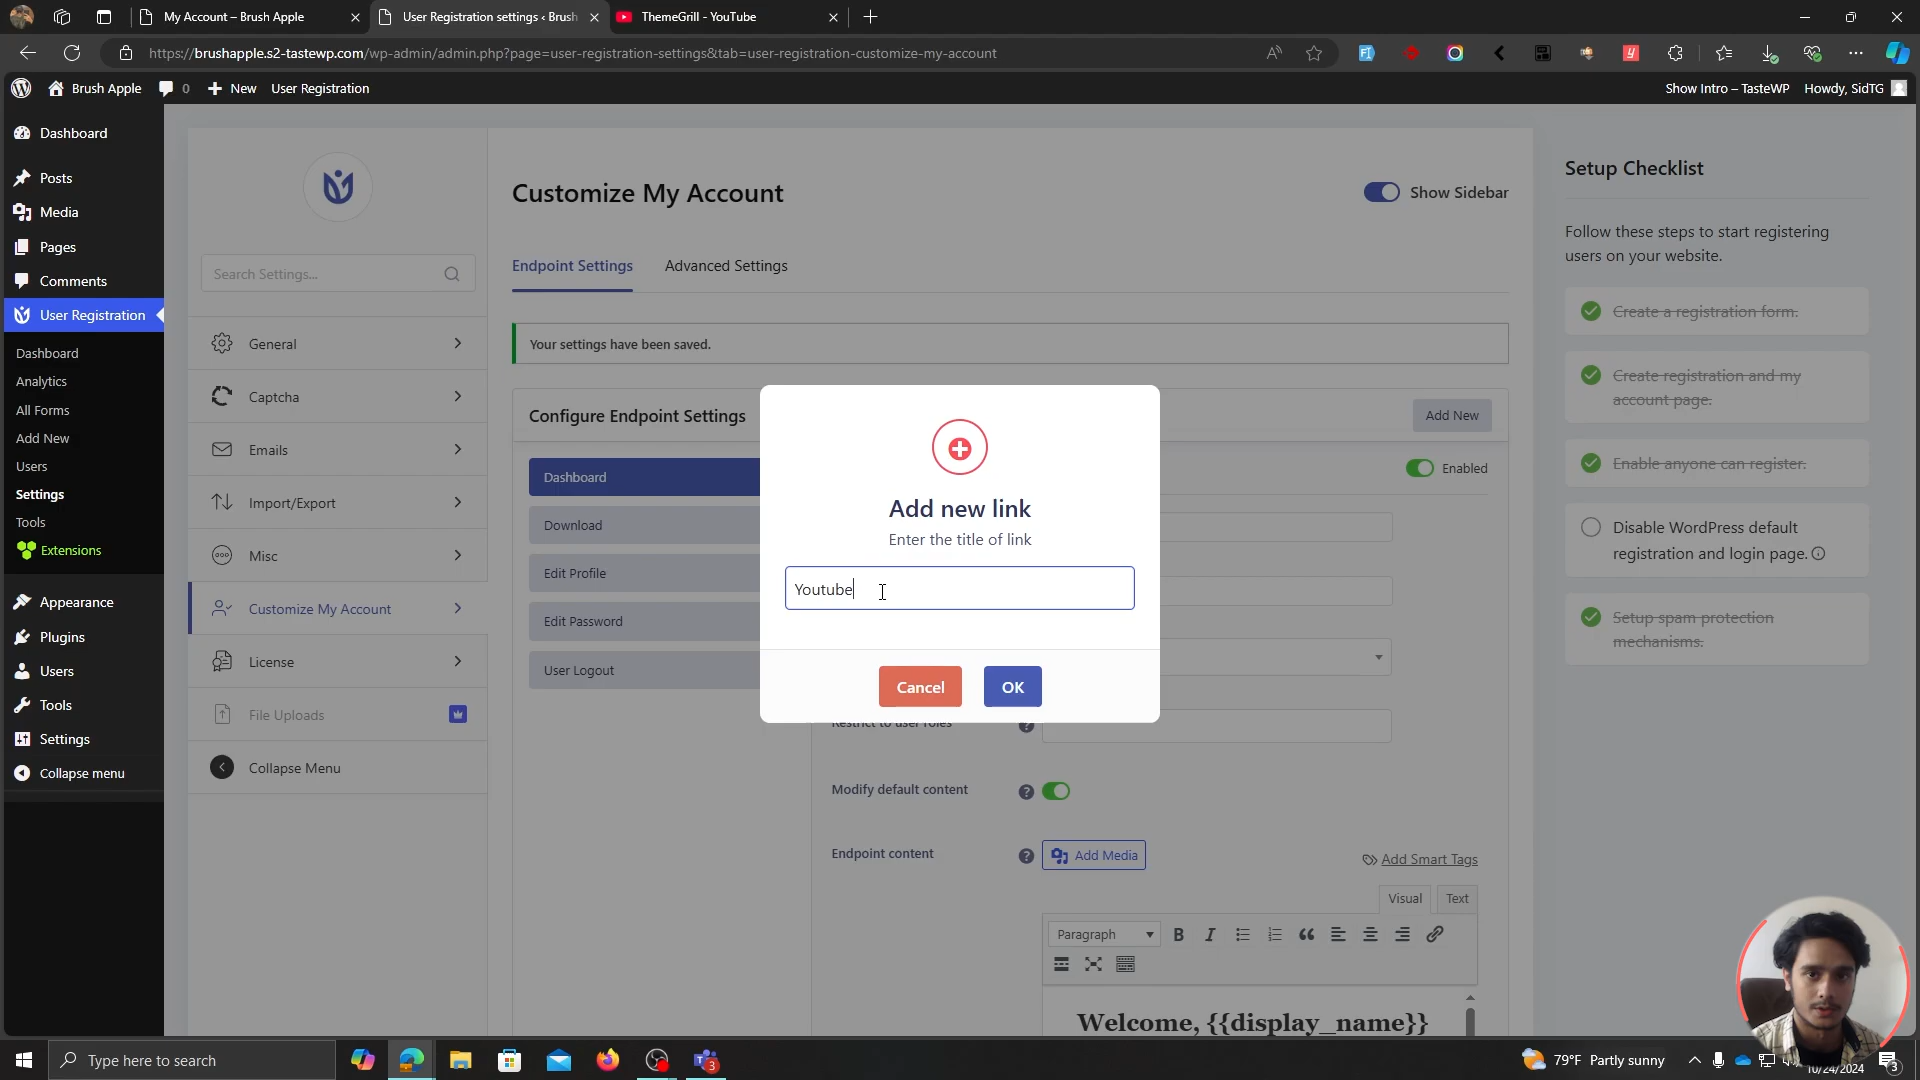 My Account – Brush Apple
User Registration settings ‹ Brush
ThemeGrill - YouTube
https://brushapple.s2-tastewp.com/wp-admin/admin.php?page=user-registration-settings&tab=user-registration-customize-my-account
Brush Apple
0
New
User Registration
Show Intro – TasteWP
Howdy, SidTG
Dashboard
Posts
Media
Pages
Comments
User Registration
Dashboard
Analytics
All Forms
Add New
Users
Settings
Tools
Extensions
Appearance
Plugins
Users
Tools
Settings
Collapse menu
Search Settings...
General
Captcha
Emails
Import/Export
Misc
Customize My Account
License
File Uploads
Collapse Menu
Customize My Account
Show Sidebar
Endpoint Settings
Advanced Settings
Your settings have been saved.
Configure Endpoint Settings
Add New
Dashboard
Download
Edit Profile
Edit Password
User Logout
Enabled
Add new link
Enter the title of link
Youtube
Cancel
OK
Restrict to user roles
Modify default content
Endpoint content
Add Media
Add Smart Tags
Visual
Text
Paragraph
Welcome, {{display_name}}
Setup Checklist
Follow these steps to start registering
users on your website.
Create a registration form.
Create registration and my
account page.
Enable anyone can register.
Disable WordPress default
registration and login page.
Setup spam protection
mechanisms.
Type here to search
3
79°F Partly sunny
10/24/2024
3